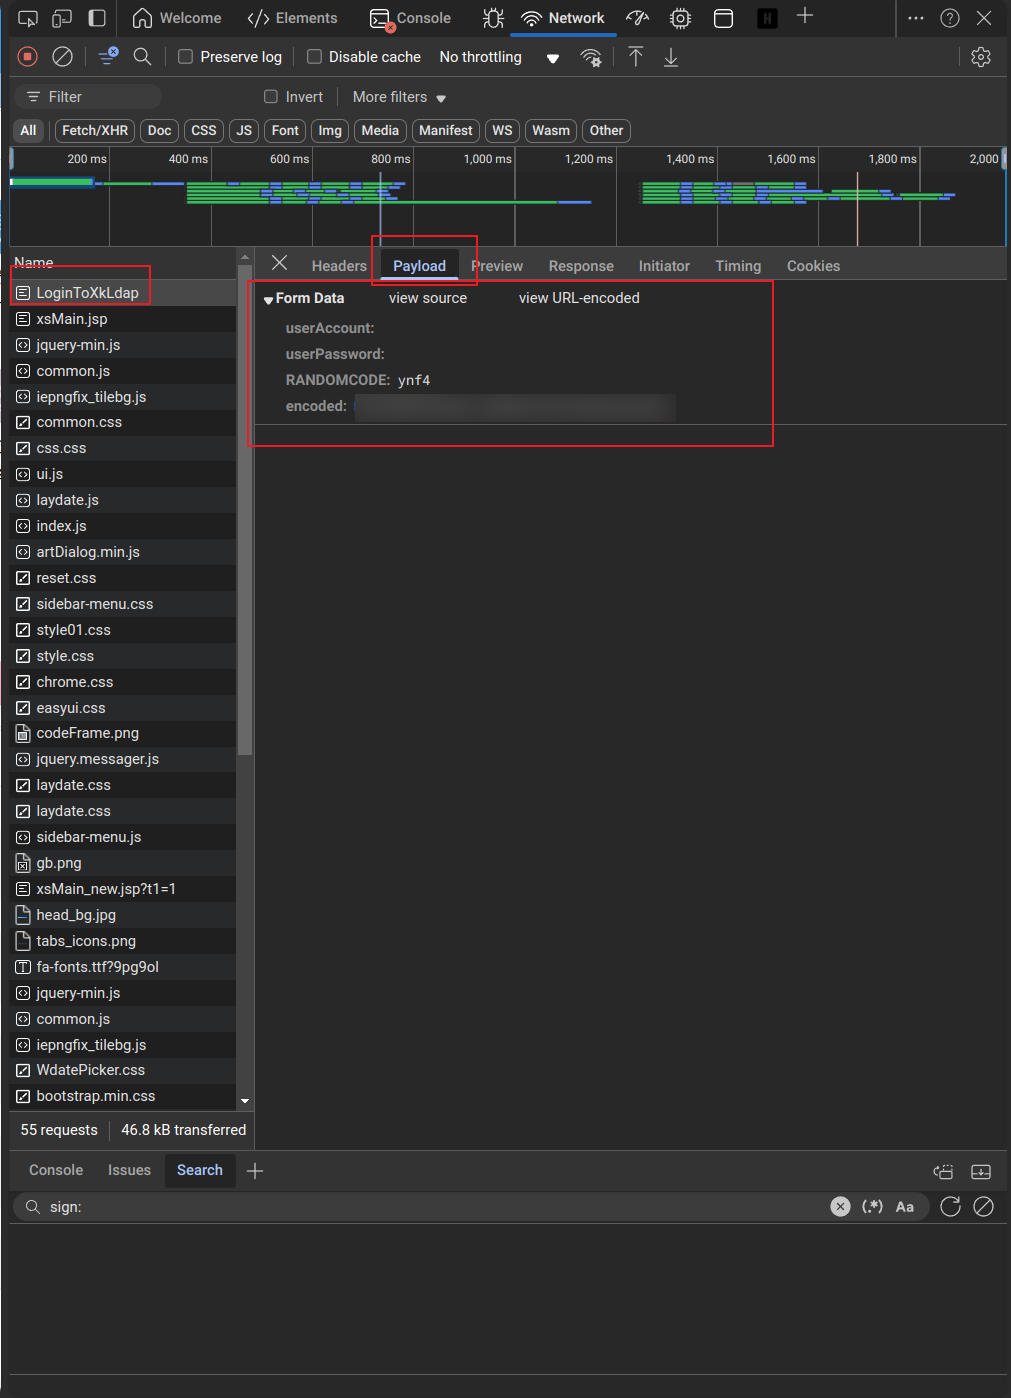 Welcome
Elements
Console
Network
Preserve log
Disable cache
No throttling
Filter
Invert
More filters
All
Fetch/XHR
Doc
CSS
JS
Font
Img
Media
Manifest
WS
Wasm
Other
200 ms
400 ms
600 ms
800 ms
1,000 ms
1,200 ms
1,400 ms
1,600 ms
1,800 ms
2,000
Name
LoginToXkLdap
xsMain.jsp
jquery-min.js
common.js
iepngfix_tilebg.js
common.css
css.css
ui.js
laydate.js
index.js
artDialog.min.js
reset.css
sidebar-menu.css
style01.css
style.css
chrome.css
easyui.css
codeFrame.png
jquery.messager.js
laydate.css
laydate.css
sidebar-menu.js
gb.png
xsMain_new.jsp?t1=1
head_bg.jpg
tabs_icons.png
fa-fonts.ttf?9pg9ol
jquery-min.js
common.js
iepngfix_tilebg.js
WdatePicker.css
bootstrap.min.css
55 requests
46.8 kB transferred
Headers
Payload
Preview
Response
Initiator
Timing
Cookies
Form Data
view source
view URL-encoded
userAccount:
userPassword:
RANDOMCODE: ynf4
encoded:
Console
Issues
Search
sign:
(.*)
Aa